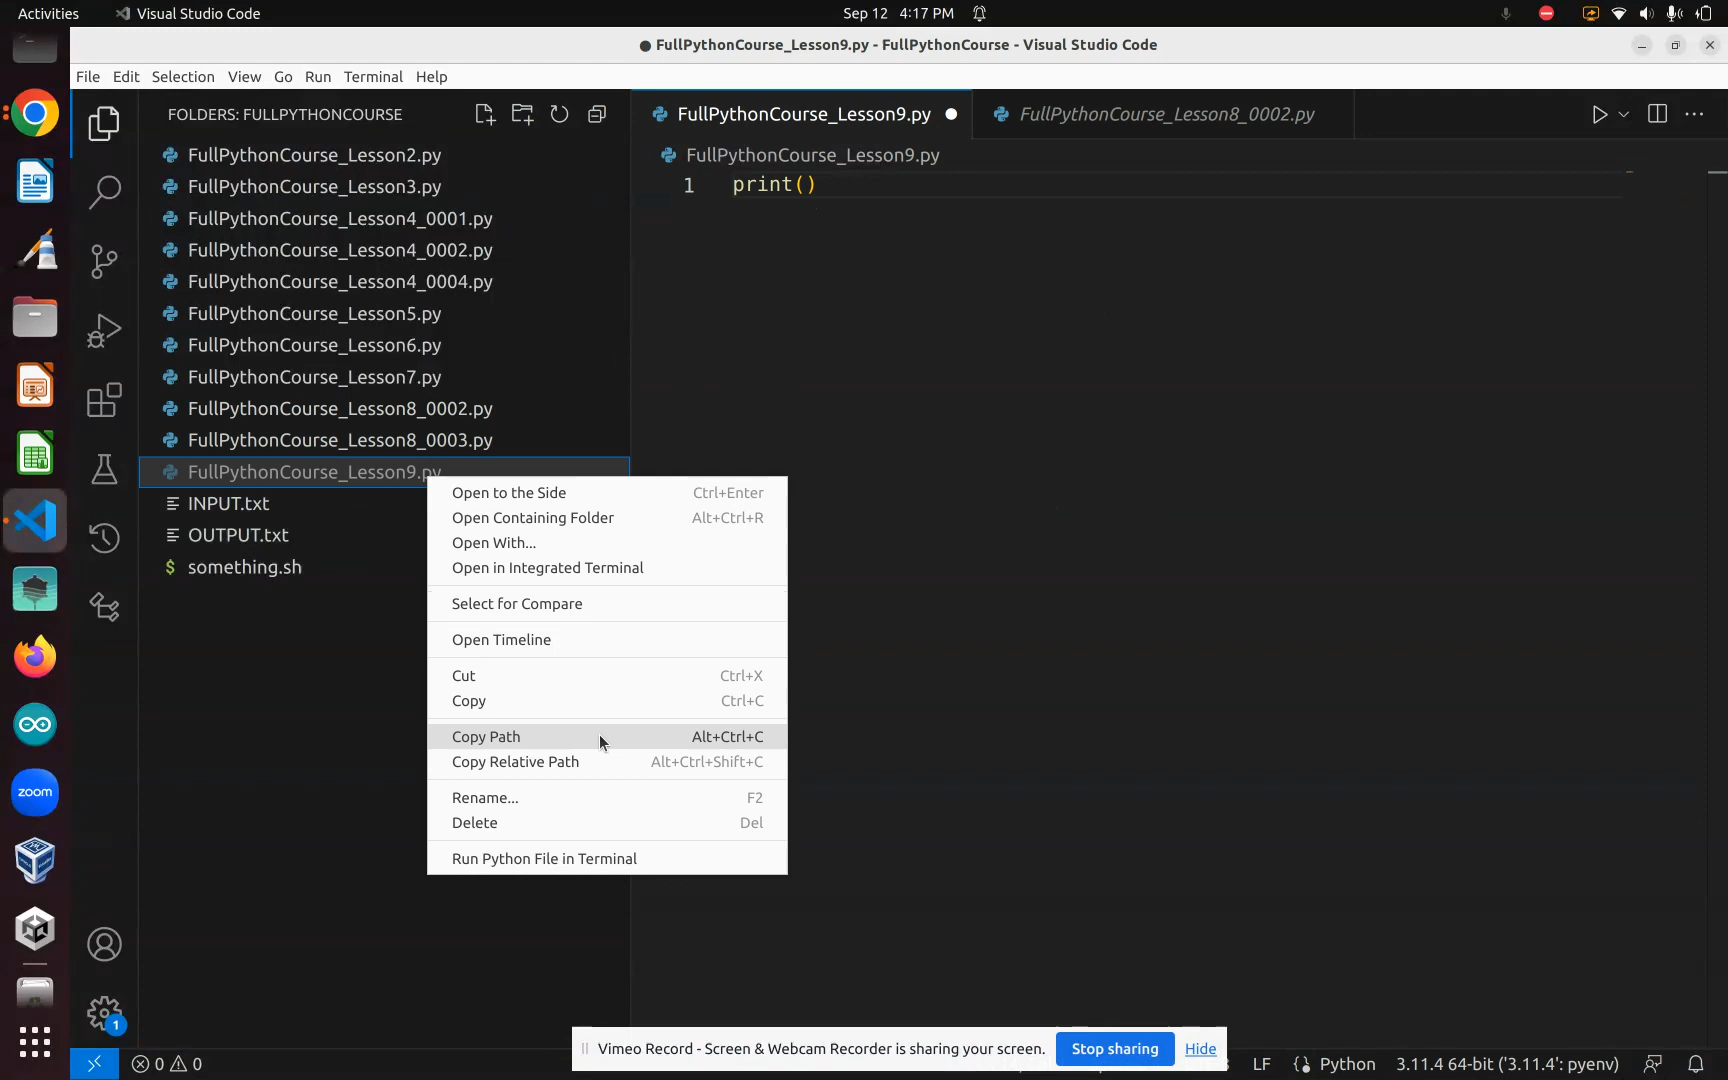 Activities
Visual Studio Code
Sep 12 4:17 PM
● FullPythonCourse_Lesson9.py - FullPythonCourse - Visual Studio Code
File Edit Selection View Go Run Terminal Help
FOLDERS: FULLPYTHONCOURSE
FullPythonCourse_Lesson2.py
FullPythonCourse_Lesson3.py
FullPythonCourse_Lesson4_0001.py
FullPythonCourse_Lesson4_0002.py
FullPythonCourse_Lesson4_0004.py
FullPythonCourse_Lesson5.py
FullPythonCourse_Lesson6.py
FullPythonCourse_Lesson7.py
FullPythonCourse_Lesson8_0002.py
FullPythonCourse_Lesson8_0003.py
FullPythonCourse_Lesson9.py
INPUT.txt
OUTPUT.txt
$ something.sh
FullPythonCourse_Lesson9.py
FullPythonCourse_Lesson8_0002.py
FullPythonCourse_Lesson9.py
1 print()
Open to the Side Ctrl+Enter
Open Containing Folder Alt+Ctrl+R
Open With...
Open in Integrated Terminal
Select for Compare
Open Timeline
Cut Ctrl+X
Copy Ctrl+C
Copy Path Alt+Ctrl+C
Copy Relative Path Alt+Ctrl+Shift+C
Rename... F2
Delete Del
Run Python File in Terminal
zoom
1
Vimeo Record - Screen & Webcam Recorder is sharing your screen.
Stop sharing
Hide
0 0
LF
Python
3.11.4 64-bit ('3.11.4': pyenv)